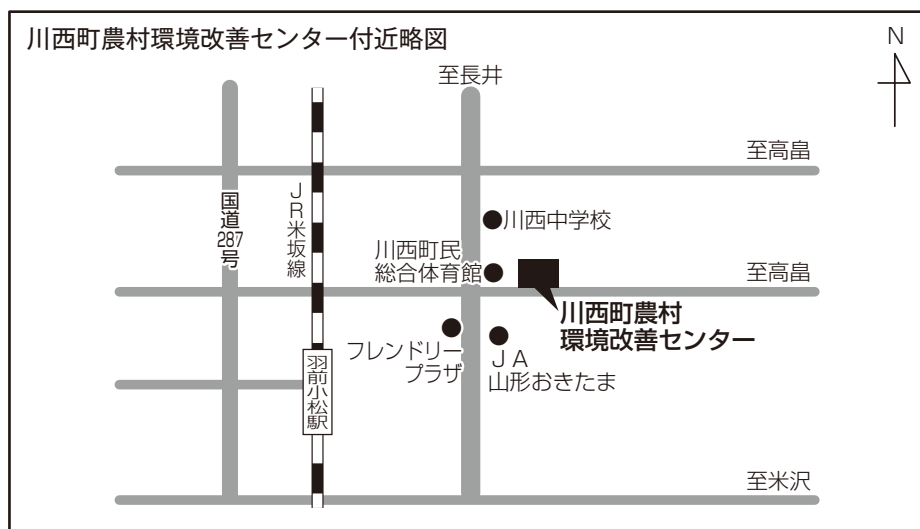 川西町農村環境改善センター付近略図
N
至長井
至高畠
国道287号
JR米坂線
川西中学校
川西町民
総合体育館
至高畠
川西町農村
環境改善センター
フレンドリー
プラザ
JA
山形おきたま
羽前小松駅
至米沢